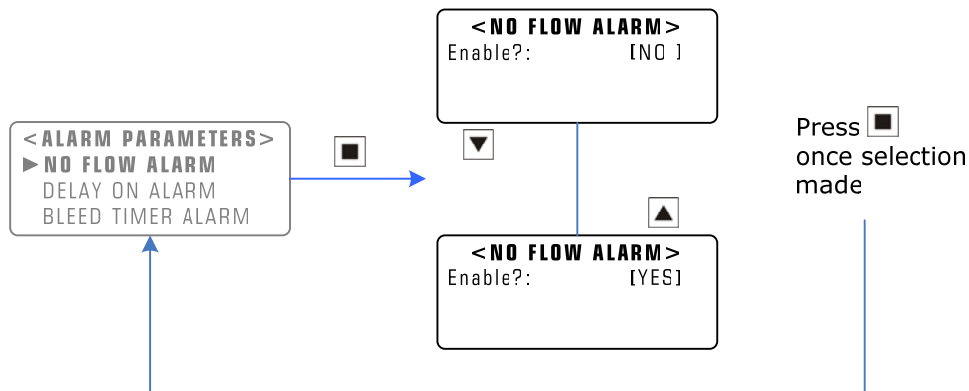 <ALARM PARAMETERS>
▶ NO FLOW ALARM
DELAY ON ALARM
BLEED TIMER ALARM
<NO FLOW ALARM>
Enable?: [NO ]
<NO FLOW ALARM>
Enable?: [YES]
Press ■
once selection
made